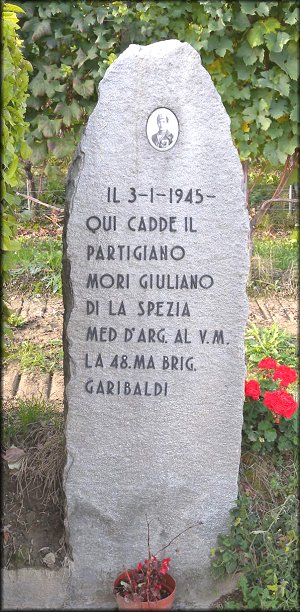 IL 3-1-1945-
QUI CADDE IL
PARTIGIANO
MORI GIULIANO
DI LA SPEZIA
MED D'ARG. AL V.M.
LA 48.MA BRIG.
GARIBALDI